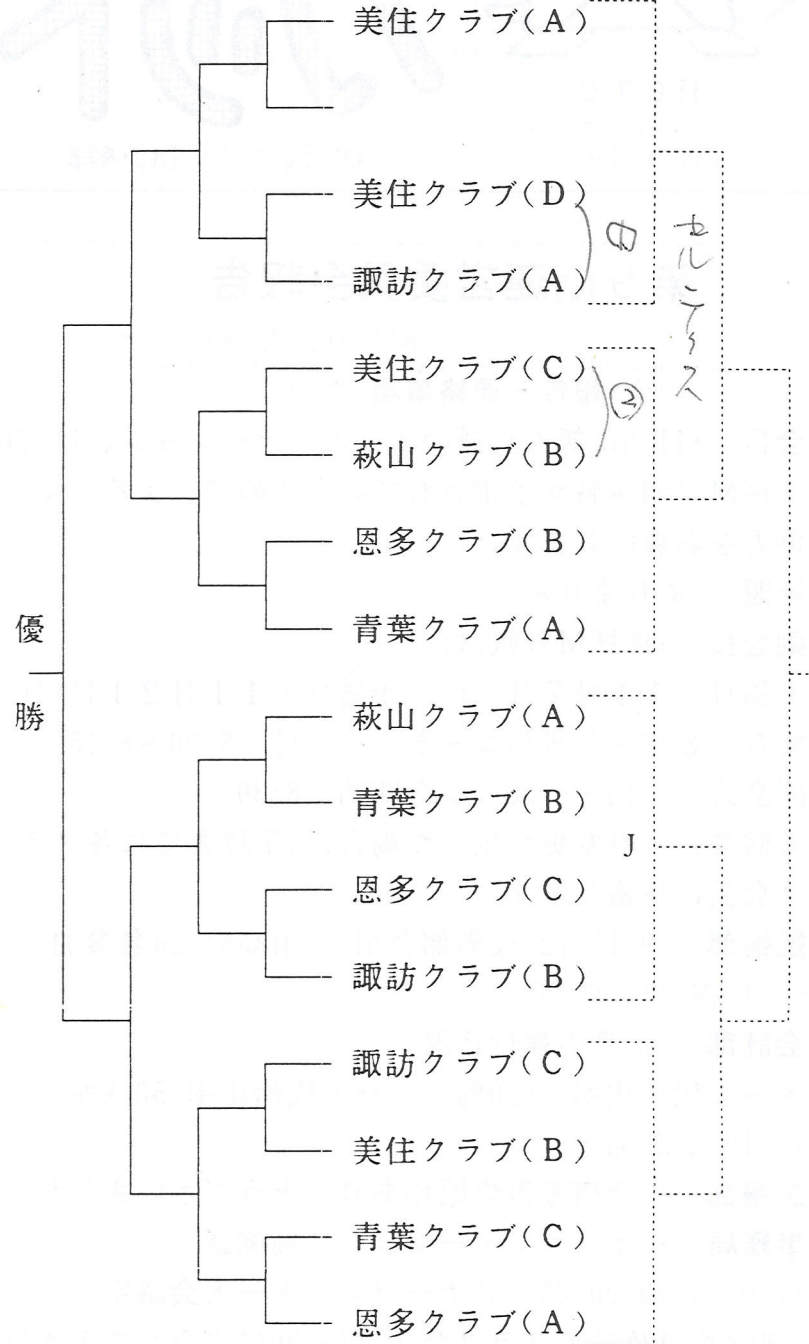 美住クラブ(A)
美住クラブ(D)
諏訪クラブ(A)
美住クラブ(C)
②
萩山クラブ(B)
恩多クラブ(B)
青葉クラブ(A)
優勝
萩山クラブ(A)
青葉クラブ(B)
J
恩多クラブ(C)
諏訪クラブ(B)
諏訪クラブ(C)
美住クラブ(B)
青葉クラブ(C)
恩多クラブ(A)